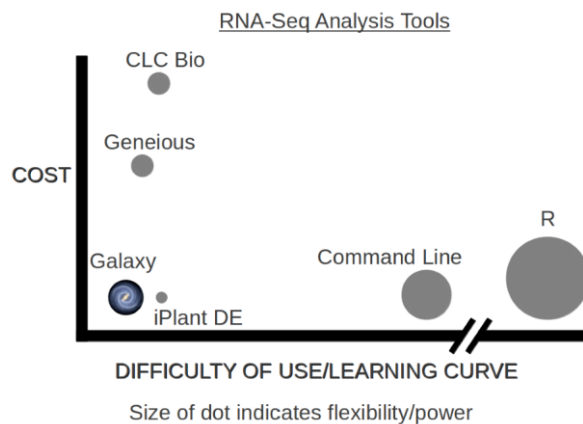 RNA-Seq Analysis Tools
CLC Bio
Geneious
COST
R
Galaxy
Command Line
iPlant DE
DIFFICULTY OF USE/LEARNING CURVE
Size of dot indicates flexibility/power